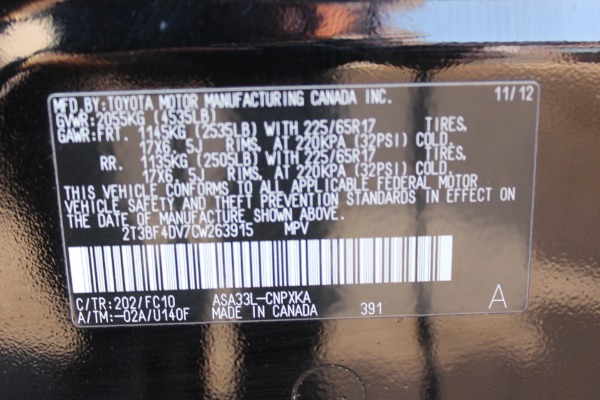 MFD.BY:TOYOTA MOTOR MANUFACTURING CANADA INC. 11/12
GVWR:2055KG (4535LB)
GAWR:FRT. 1145KG (2535LB) WITH 225/65R17 TIRES,
17X6.5J RIMS, AT 220KPA (32PSI) COLD,
RR. 1135KG (2505LB) WITH 225/65R17 TIRES,
17X6.5J RIMS, AT 220KPA (32PSI) COLD,
THIS VEHICLE CONFORMS TO ALL APPLICABLE FEDERAL MOTOR
VEHICLE SAFETY AND THEFT PREVENTION STANDARDS IN EFFECT ON
THE DATE OF MANUFACTURE SHOWN ABOVE.
2T3BF4DV7CW263915 MPV
C/TR:202/FC10 ASA33L-CNPXKA
A/TM:-02A/U140F MADE IN CANADA 391 A